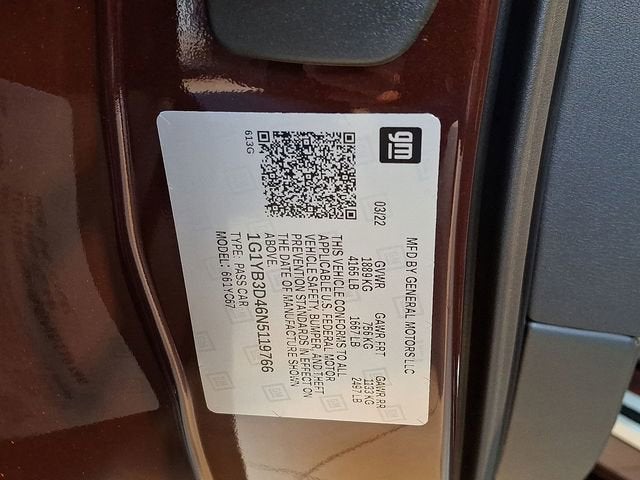 gm
MFD BY GENERAL MOTORS LLC
03/22 GVWR GAWR FRT GAWR RR
1889 KG 756 KG 1133 KG
4165 LB 1667 LB 2497 LB
THIS VEHICLE CONFORMS TO ALL
APPLICABLE U.S. FEDERAL MOTOR
VEHICLE SAFETY, BUMPER, AND THEFT
PREVENTION STANDARDS IN EFFECT ON
THE DATE OF MANUFACTURE SHOWN
ABOVE.
1G1YB3D46N5119766
TYPE: PASS CAR
MODEL: 661YC67
613G